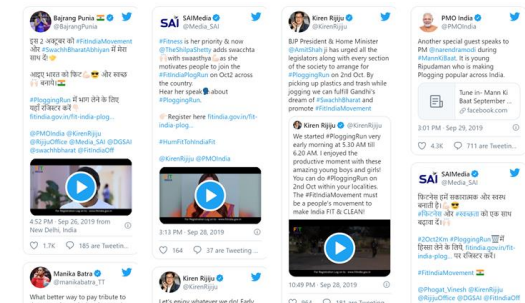 Bajrang Punia
@BajrangPunia
इस 2 अक्टूबर को #FitIndiaMovement
और #SwachhBharatAbhiyan में मेरा
साथ दें!
आइए भारत को फिट और स्वच्छ
बनाये।
#PloggingRun में भाग लेने के लिए
यहाँ रजिस्टर करें
fitindia.gov.in/fit-india-
plog...
@PMOIndia @KirenRijiju
@RijijuOffice @Media_SAI @DGSAI
@swachhbharat @FitIndiaOff
4:52 PM · Sep 26, 2019 from
New Delhi, India
1.7K 185 are Tweetin...
Manika Batra
@manikabatra_TT
What better way to pay tribute to
SAI
SAIMedia
@Media_SAI
#Fitness is her priority & now
@TheShilpaShetty adds swacchta
with swasthya as she
motivates people to join the
#FitIndiaPlogRun on Oct2 across
the country.
Hear her speak about
#PloggingRun.
Register here fitindia.gov.in/fit-
india-plog...
#HumFitTohIndiaFit
@KirenRijiju @PMOIndia
3:13 PM · Sep 28, 2019
164 37 are Tweeting ...
Kiren Rijiju
@KirenRijiju
Let's enjoy whatever we do! Early
Kiren Rijiju
@KirenRijiju
BJP President & Home Minister
@AmitShah ji has urged all the
legislators along with every section
of the society to arrange for
#PloggingRun on 2nd Oct. By
picking up plastics and trash while
jogging we can fulfill Gandhi's
dream of #SwachBharat and
promote #FitIndiaMovement
Kiren Rijiju @KirenRijiju
We started #PloggingRun very
early morning at 5.30 AM till
6.20 AM. I enjoyed the
productive moment with these
amazing young boys and girls!
You can do #PloggingRun on
2nd Oct within your localities.
The #FitIndiaMovement must
be a people's movement to
make India FIT & CLEAN!
10:49 PM · Sep 28, 2019
PMO India
@PMOIndia
Another special guest speaks to
PM @narendramodi during
#MannKiBaat. It is young
Ripudaman who is making
Plogging popular across India.
Tune in- Mann Ki
Baat September ...
facebook.com
3:01 PM · Sep 29, 2019
4.3K 711 are Tweetin...
SAI
SAIMedia
@Media_SAI
फिटनेस हमें सकारात्मक और स्वस्थ
बनाती है।
#फिटनेस और #स्वच्छता को एक साथ
बढ़ावा दें।
#2Oct2Km #PloggingRun में
हिस्सा लेने के लिए, fitindia.gov.in/fit-
india-plog... पर रजिस्टर करें।
#FitIndiaMovement
@Phogat_Vinesh @KirenRijiju
@RijijuOffice @DGSAI @FitIndiaOff